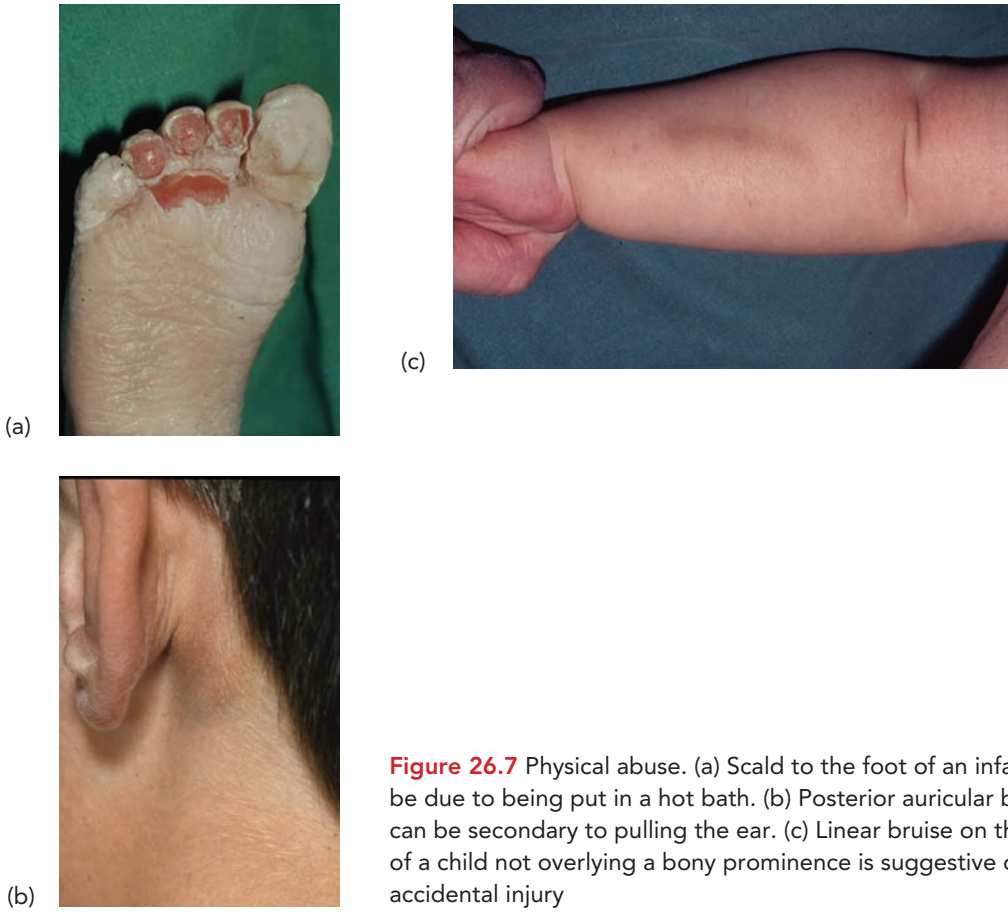 (a)
(c)
(b)
Figure 26.7 Physical abuse. (a) Scald to the foot of an
be due to being put in a hot bath. (b) Posterior auricular
can be secondary to pulling the ear. (c) Linear bruise on
of a child not overlying a bony prominence is suggestive
accidental injury